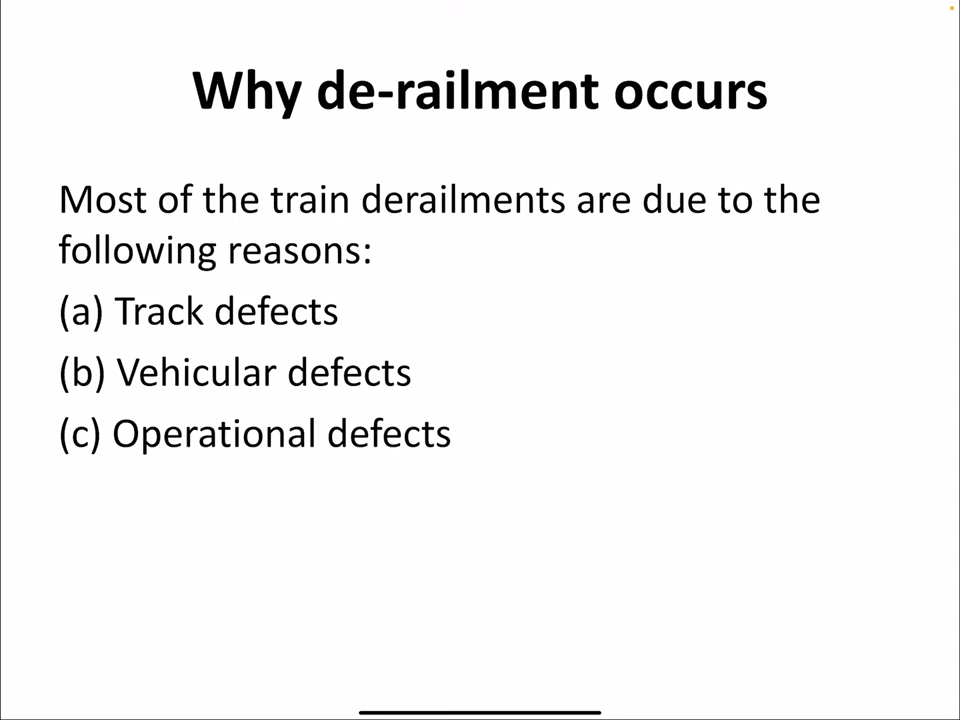 Why de-railment occurs
Most of the train derailments are due to the
following reasons:
(a) Track defects
(b) Vehicular defects
(c) Operational defects